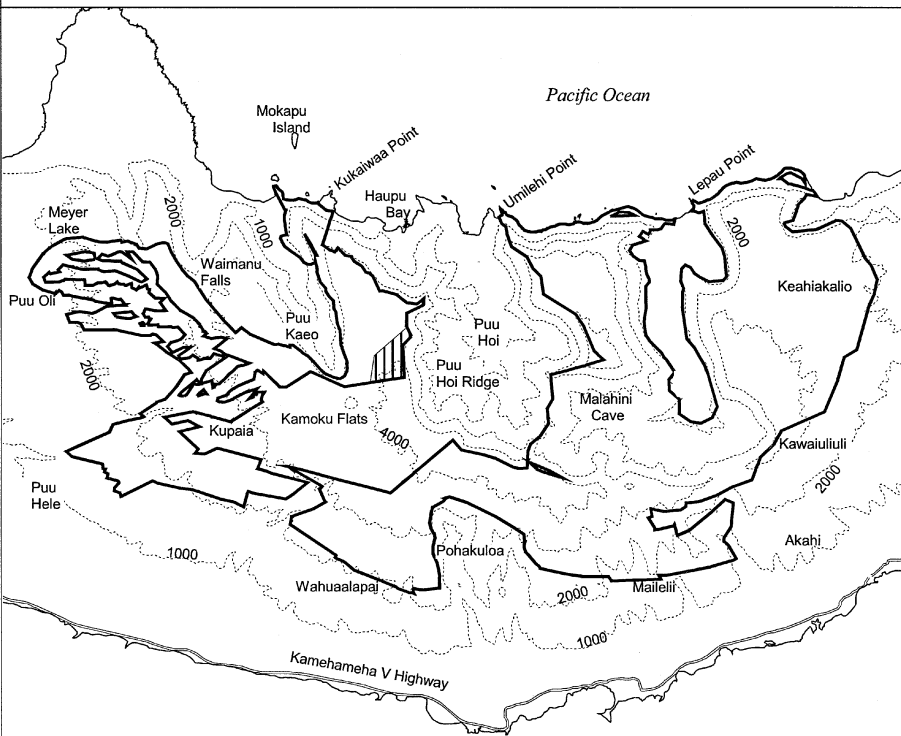 Pacific Ocean
Mokapu
Island
Kukaiwaa Point
Haupu
Bay
Umilehi Point
Lepau Point
Meyer
Lake
2000
1000
2000
Waimanu
Falls
Keahiakalio
Puu Oli
Puu
Kaeo
Puu
Hoi
Puu
Hoi Ridge
2000
Malahini
Cave
Kupaia
Kamoku Flats
4000
Kawaiuliuli
2000
Puu
Hele
1000
Pohakuloa
Akahi
Wahuaalapai
2000
Mailelii
1000
Kamehameha V Highway